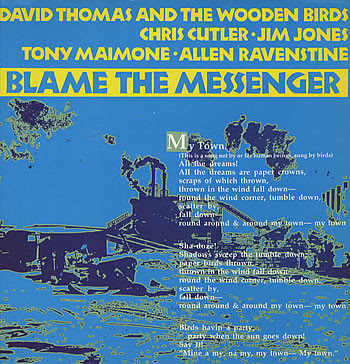 DAVID THOMAS AND THE WOODEN BIRDS
CHRIS CUTLER · JIM JONES
TONY MAIMONE · ALLEN RAVENSTINE
BLAME THE MESSENGER
My Town
(This is a song not by or for human beings, sung by birds)
All the dreams!
All the dreams are paper crowns,
scraps of which thrown,
thrown in the wind fall down—
round the wind corner, tumble down,
scatter by,
fall down—
round around & around my town— my town
Sha-doze!
Shadows sweep the tumble down,
paper birds thrown,
thrown in the wind fall down—
round the wind corner, tumble down,
scatter by,
fall down—
round around & around my town— my town
Birds havin a party,
party when the sun goes down!
Say it!
"Mine a my, na my, my town— My town."